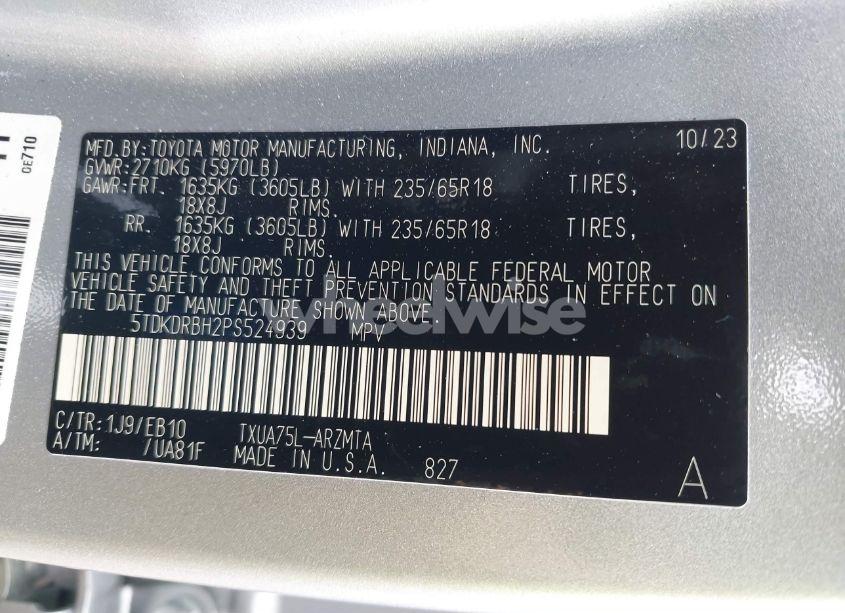 CE710
MFD.BY:TOYOTA MOTOR MANUFACTURING, INDIANA, INC. 10/23
GVWR:2710KG (5970LB)
GAWR:FRT. 1635KG (3605LB) WITH 235/65R18 TIRES,
18X8J RIMS.
RR. 1635KG (3605LB) WITH 235/65R18 TIRES,
18X8J RIMS.
THIS VEHICLE CONFORMS TO ALL APPLICABLE FEDERAL MOTOR
VEHICLE SAFETY AND THEFT PREVENTION STANDARDS IN EFFECT ON
THE DATE OF MANUFACTURE SHOWN ABOVE.
wheelwise
5TDKDRBH2PS524939 MPV
C/TR:1J9/EB10 TXUA75L-ARZMTA
A/TM: /UA81F MADE IN U.S.A. 827
A